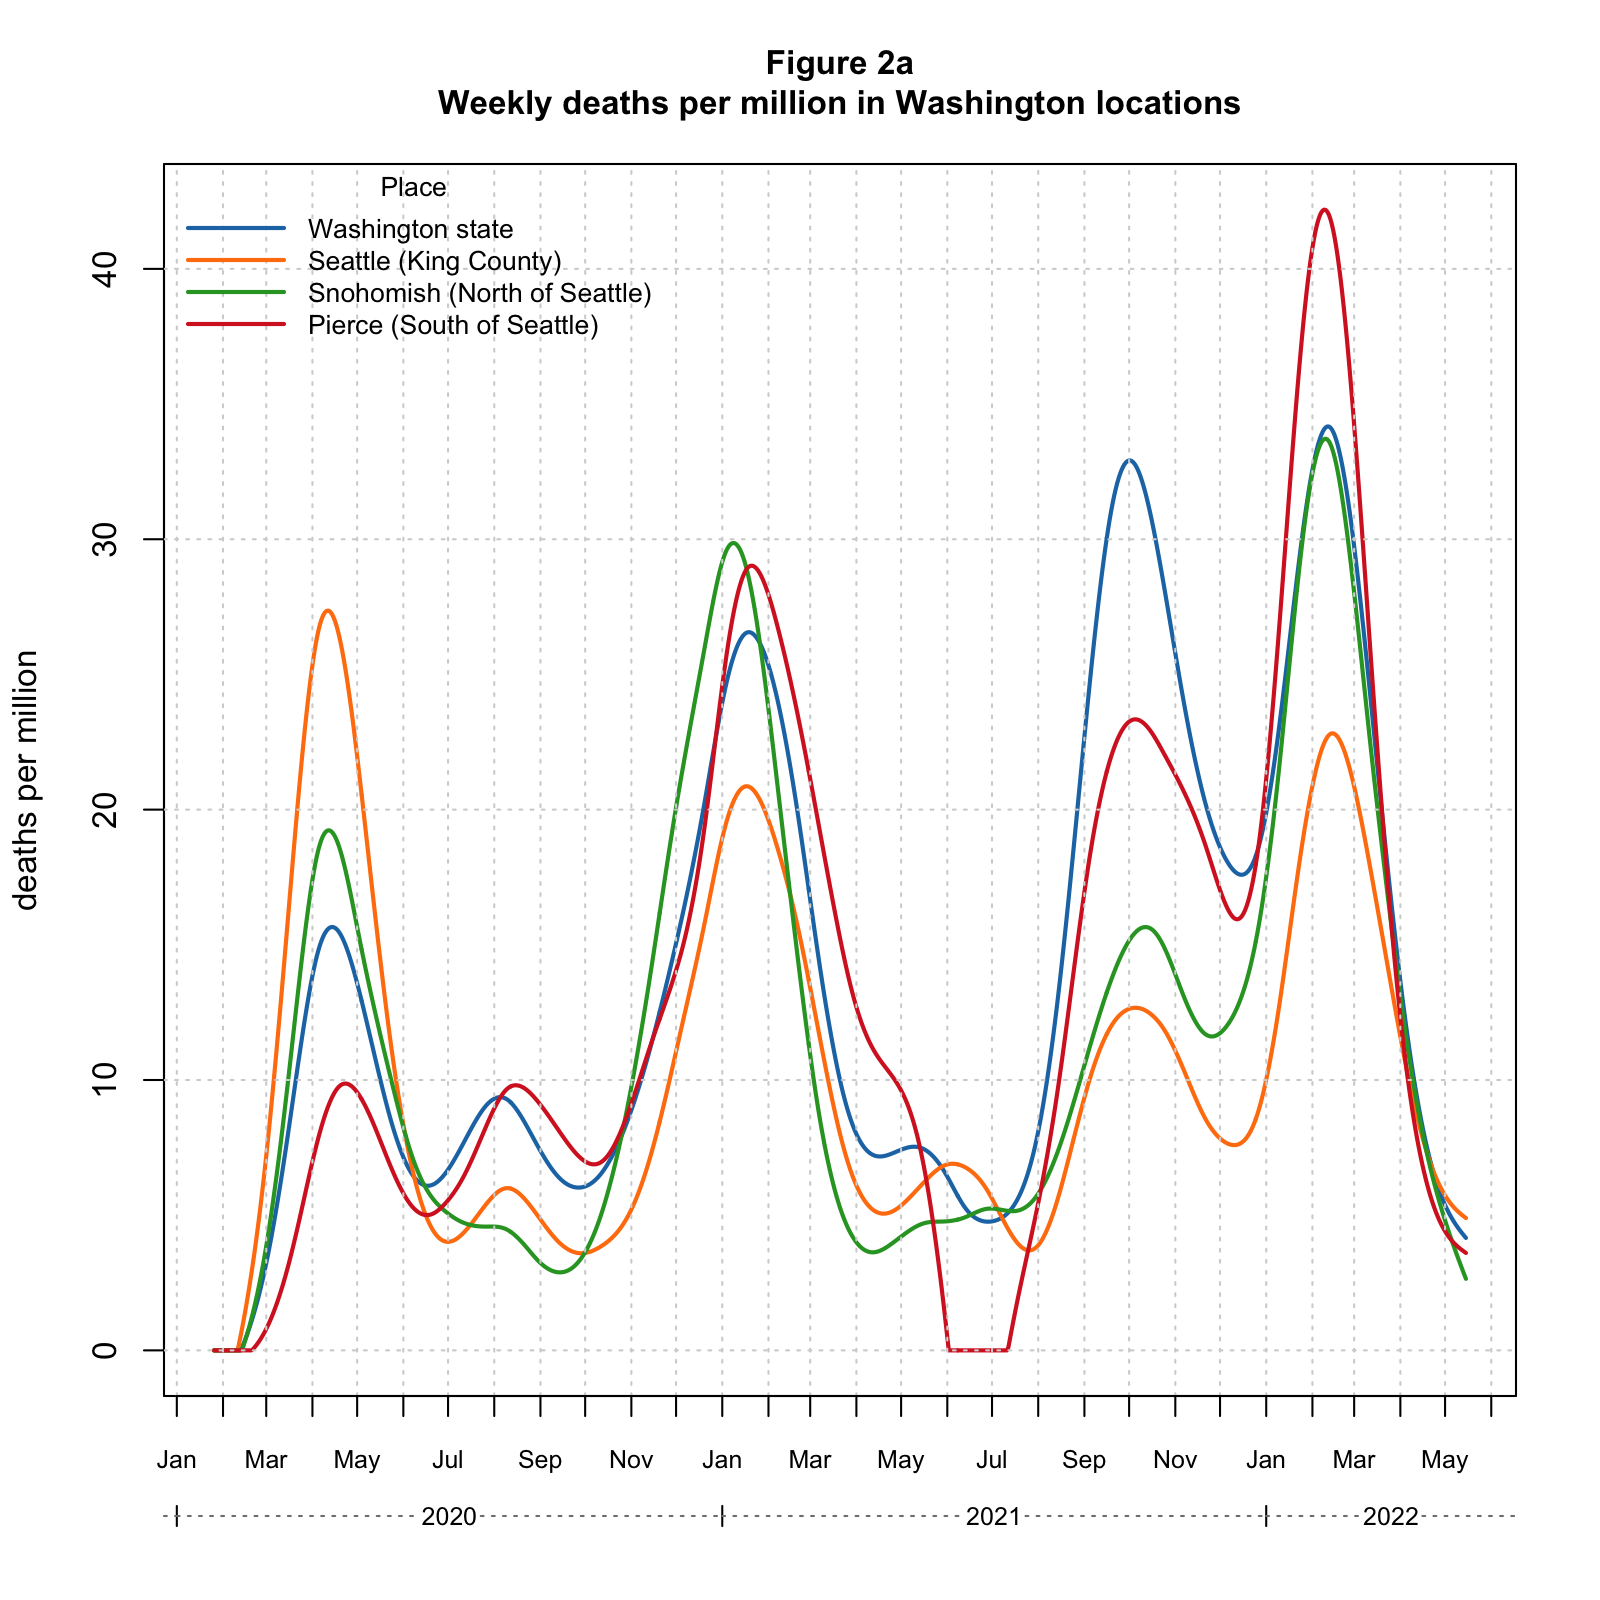 Figure 2a
Weekly deaths per million in Washington locations
Place
Washington state
Seattle (King County)
Snohomish (North of Seattle)
Pierce (South of Seattle)
deaths per million
40
30
20
10
0
Jan Mar May Jul Sep Nov Jan Mar May Jul Sep Nov Jan Mar May
2020 2021 2022